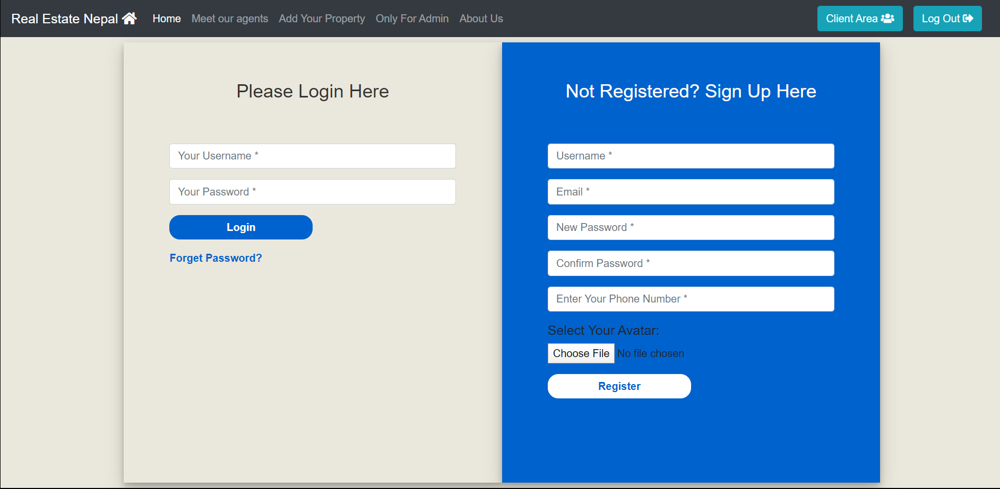 Real Estate Nepal Home Meet our agents Add Your Property Only For Admin About Us Client Area Log Out
Please Login Here
Your Username *
Your Password *
Login
Forget Password?
Not Registered? Sign Up Here
Username *
Email *
New Password *
Confirm Password *
Enter Your Phone Number *
Select Your Avatar:
Choose File No file chosen
Register